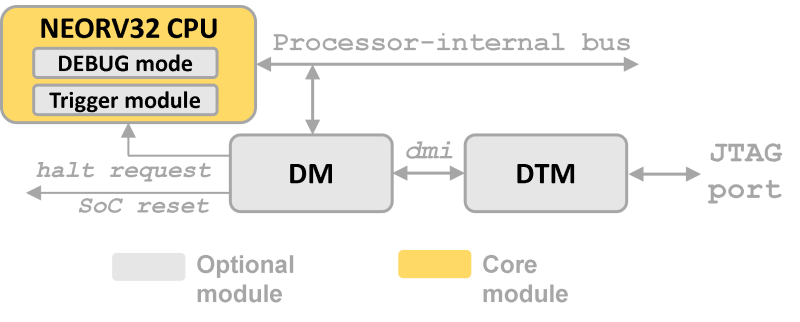 NEORV32 CPU
DEBUG mode
Trigger module
Processor-internal bus
halt request
SoC reset
DM
dmi
DTM
JTAG
port
Optional
module
Core
module